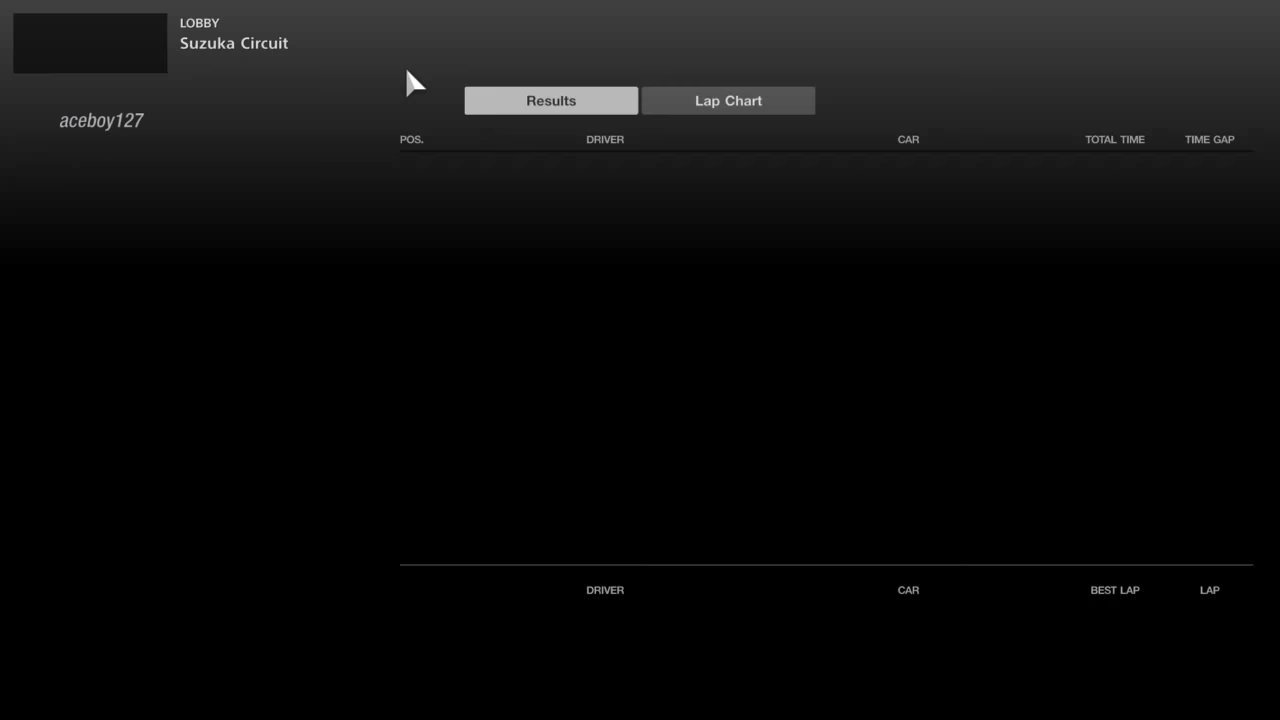 LOBBY
Suzuka Circuit
aceboy127
Results Lap Chart
POS. DRIVER CAR TOTAL TIME TIME GAP
DRIVER CAR BEST LAP LAP